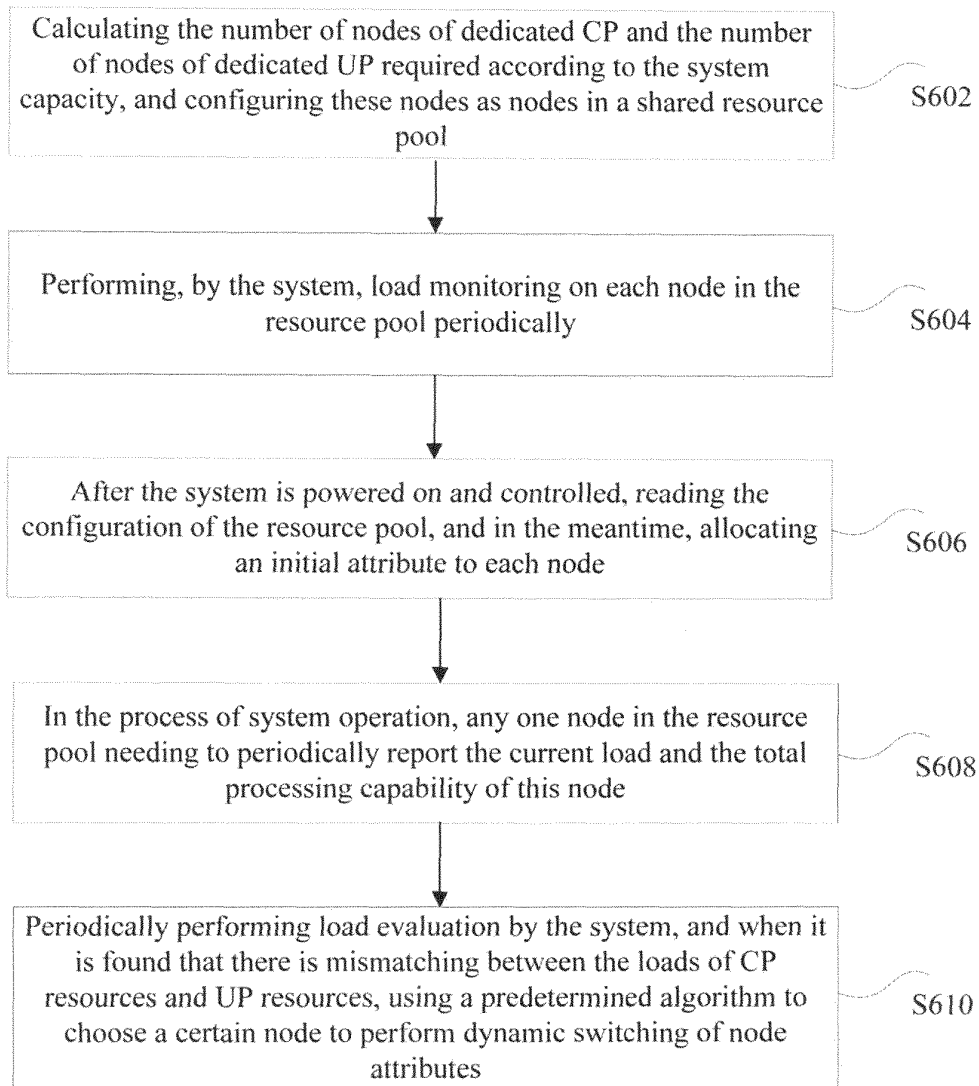 Calculating the number of nodes of dedicated CP and the number
of nodes of dedicated UP required according to the system
capacity, and configuring these nodes as nodes in a shared resource
pool
S602
Performing, by the system, load monitoring on each node in the
resource pool periodically
S604
After the system is powered on and controlled, reading the
configuration of the resource pool, and in the meantime, allocating
an initial attribute to each node
S606
In the process of system operation, any one node in the resource
pool needing to periodically report the current load and the total
processing capability of this node
S608
Periodically performing load evaluation by the system, and when it
is found that there is mismatching between the loads of CP
resources and UP resources, using a predetermined algorithm to
choose a certain node to perform dynamic switching of node
attributes
S610